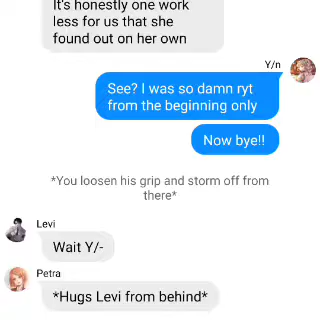 It's honestly one work
less for us that she
found out on her own
Y/n
See? I was so damn ryt
from the beginning only
Now bye!!
*You loosen his grip and storm off from
there*
Levi
Wait Y/-
Petra
*Hugs Levi from behind*